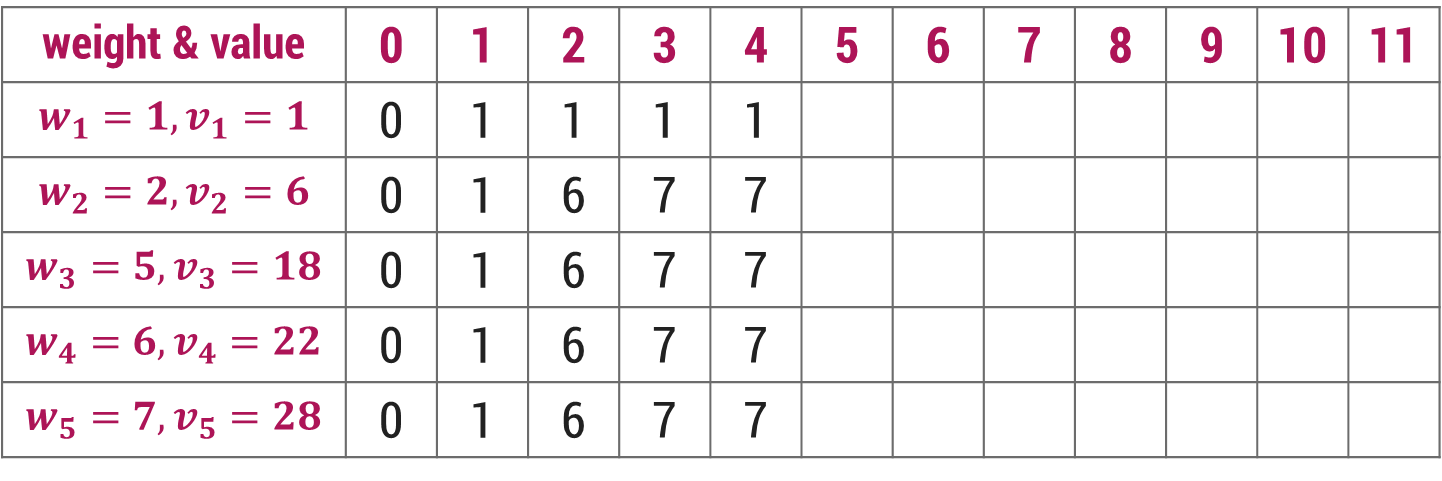 weight & value 0 1 2 3 4 5 6 7 8 9 10 11
w₁ = 1, v₁ = 1 0 1 1 1 1
w₂ = 2, v₂ = 6 0 1 6 7 7
w₃ = 5, v₃ = 18 0 1 6 7 7
w₄ = 6, v₄ = 22 0 1 6 7 7
w₅ = 7, v₅ = 28 0 1 6 7 7